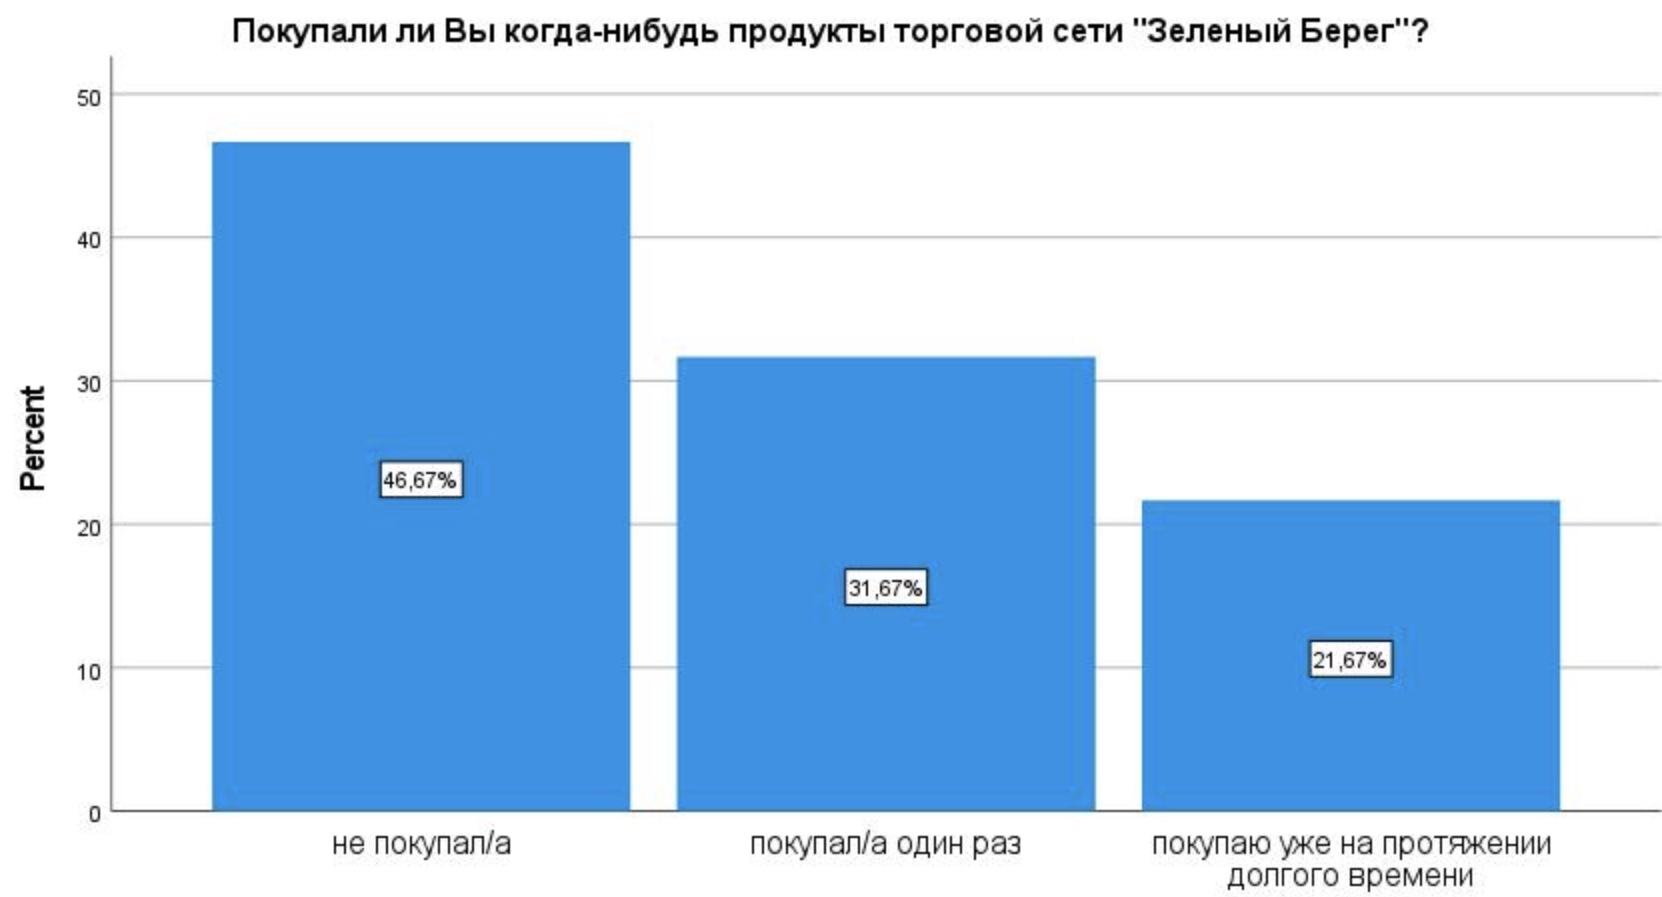 Покупали ли Вы когда-нибудь продукты торговой сети "Зеленый Берег"?
Percent
50
40
30
20
10
0
46,67%
31,67%
21,67%
не покупал/а
покупал/а один раз
покупаю уже на протяжении
долгого времени